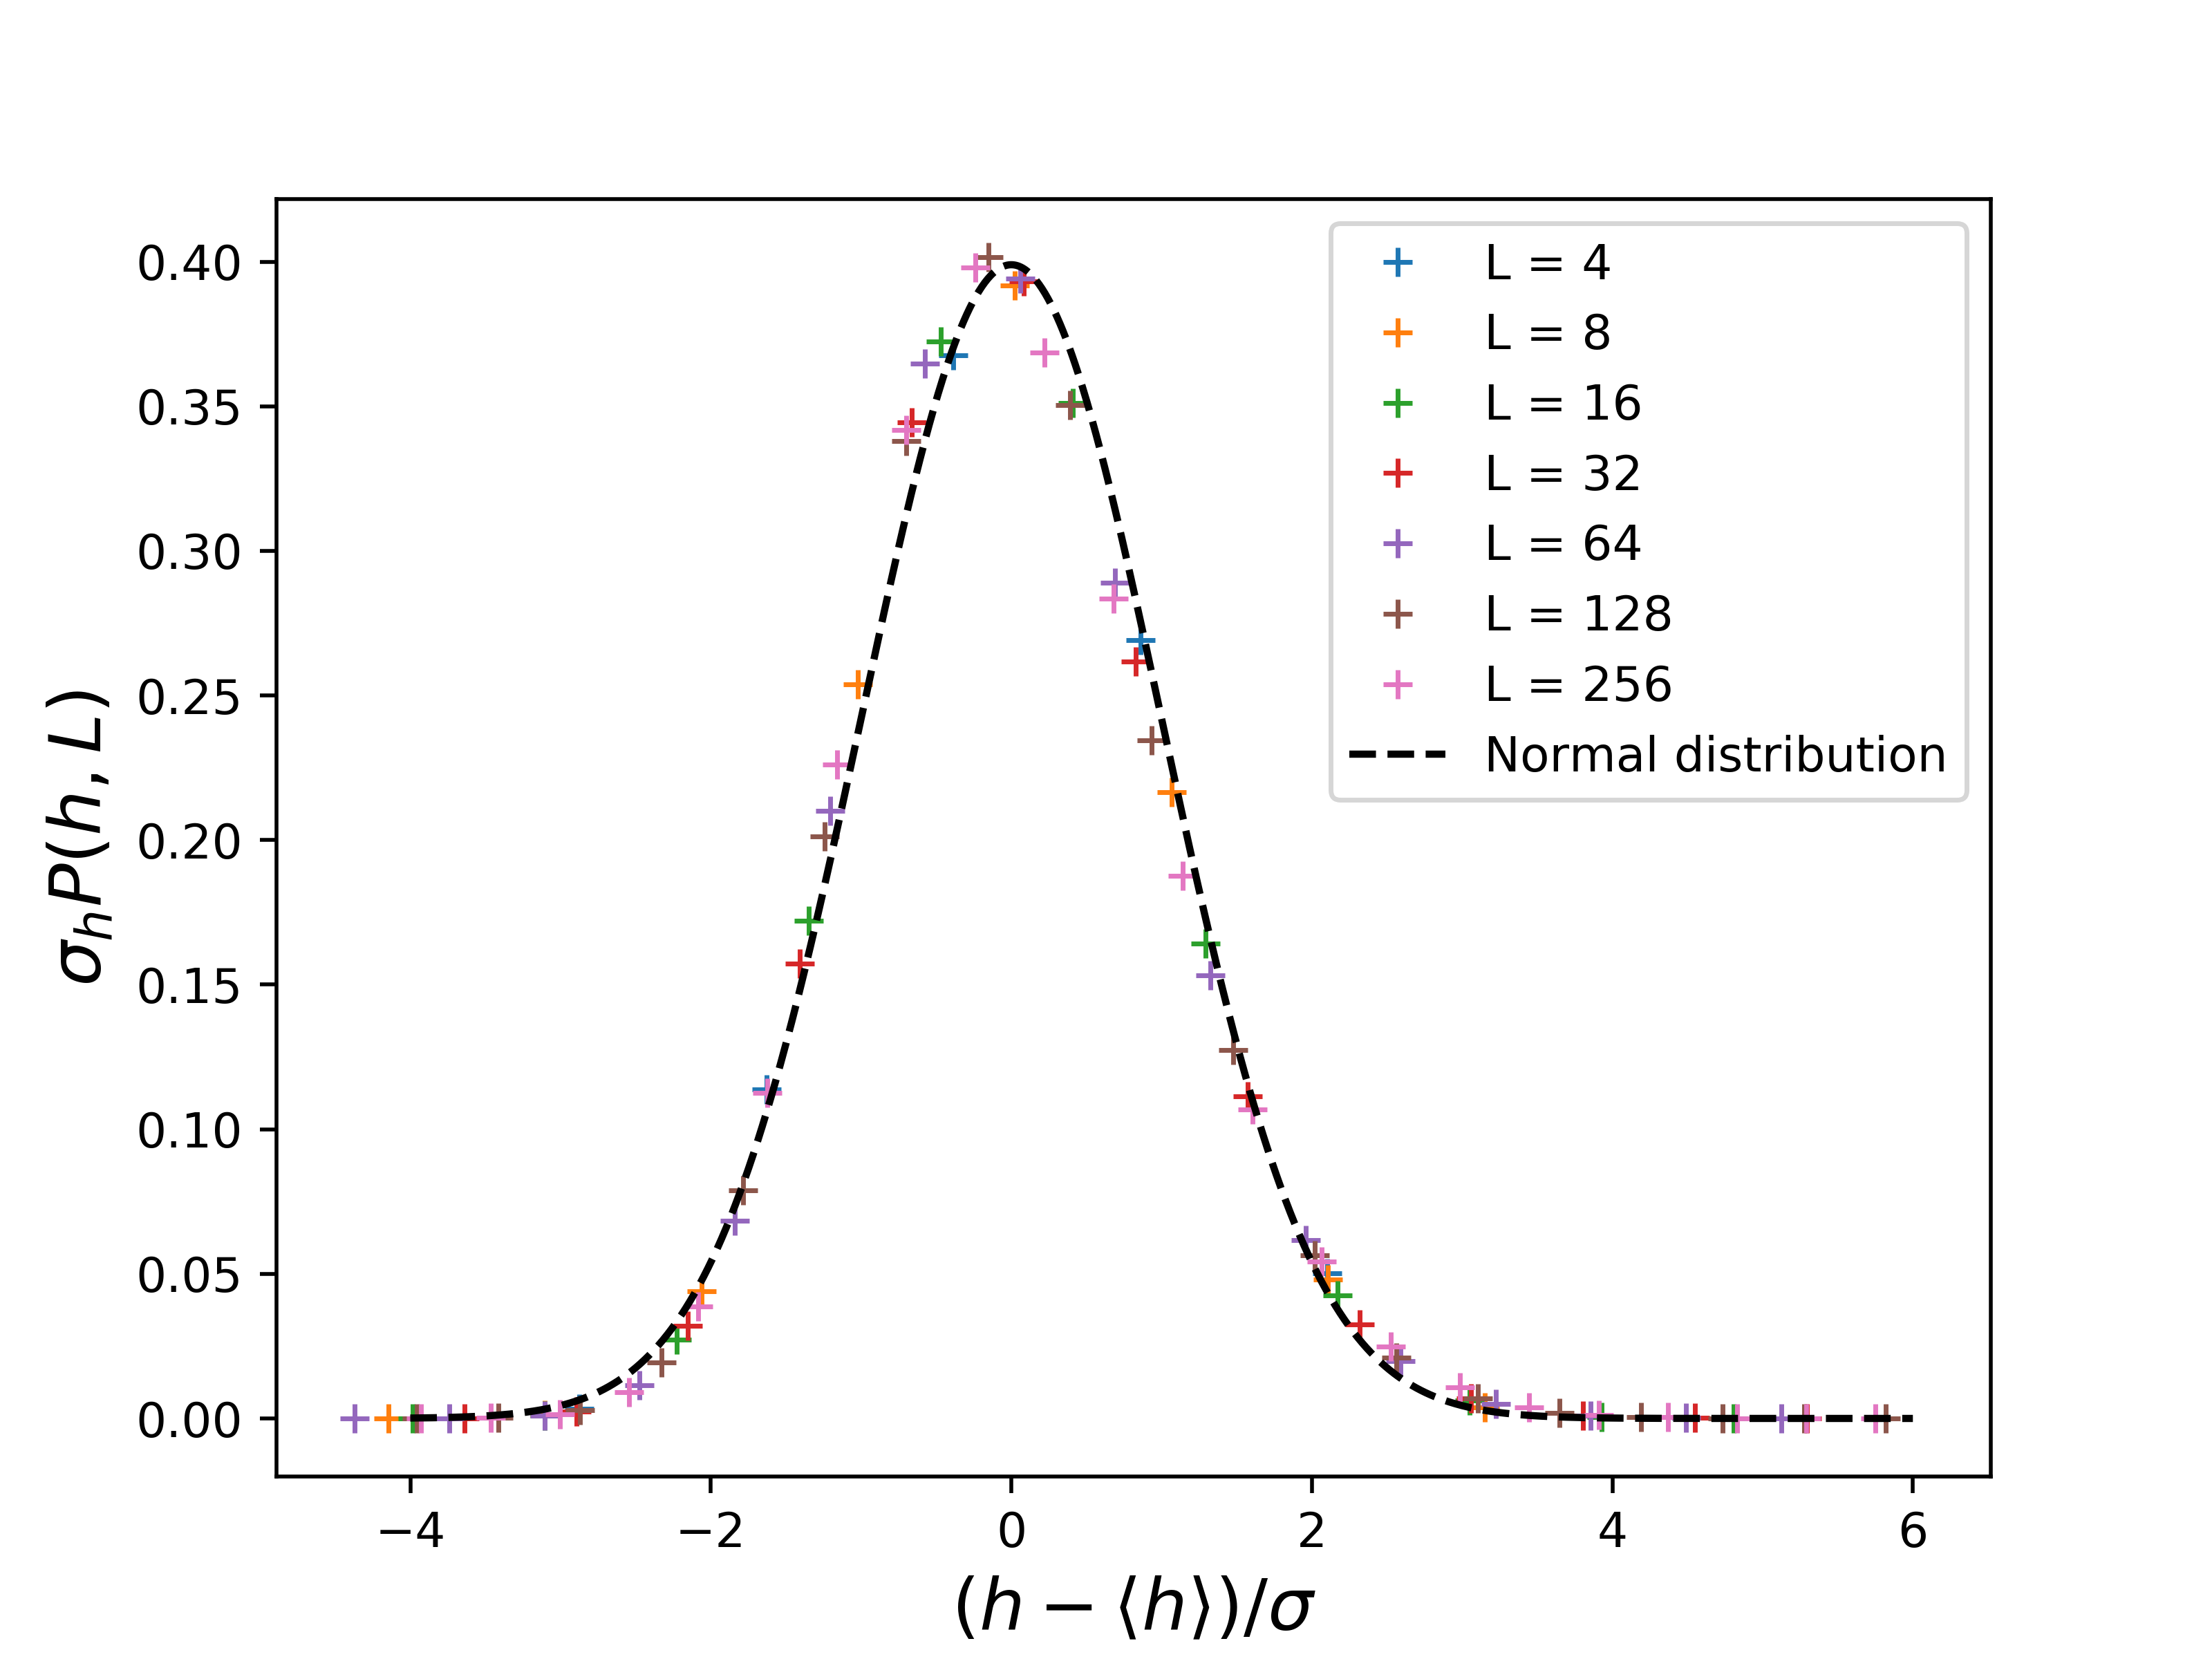 0.40
0.35
0.30
0.25
0.20
0.15
0.10
0.05
0.00
σ_h P(h, L)
L = 4
L = 8
L = 16
L = 32
L = 64
L = 128
L = 256
Normal distribution
−4 −2 0 2 4 6
(h − ⟨h⟩)/σ